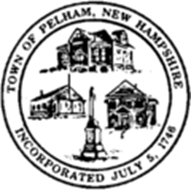 TOWN OF PELHAM, NEW HAMPSHIRE
INCORPORATED JULY 5, 1746